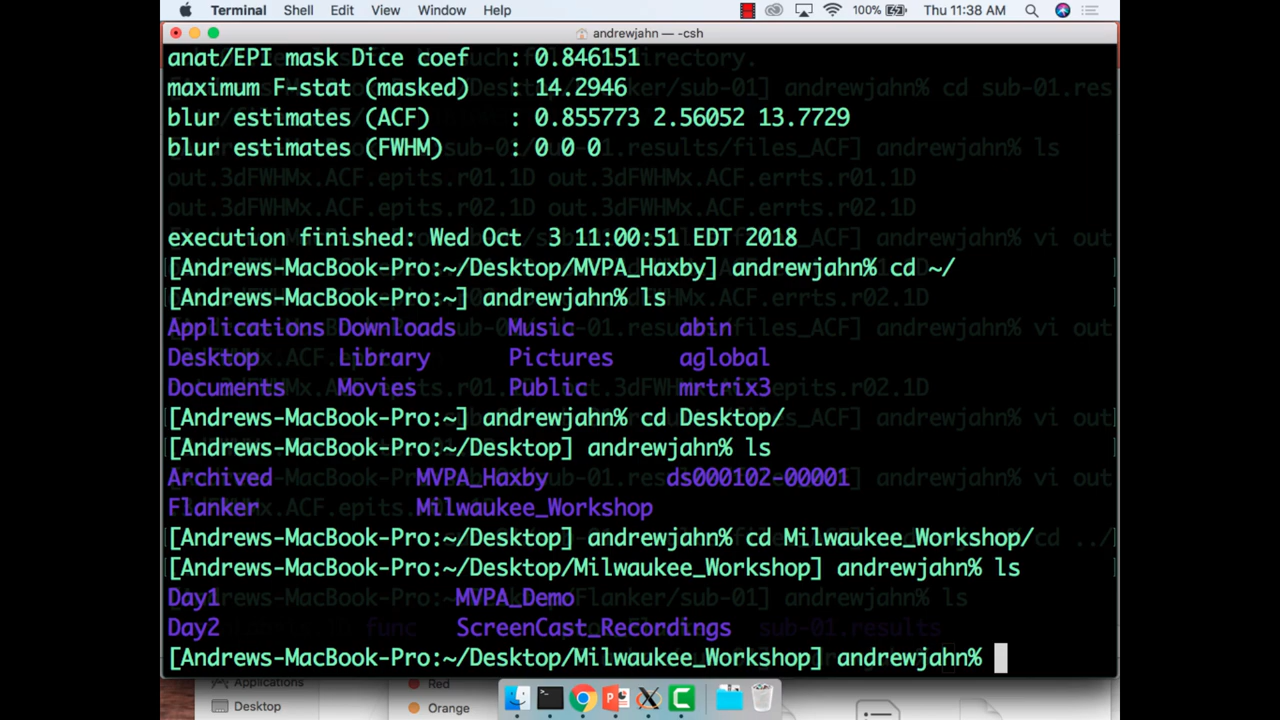 Terminal Shell Edit View Window Help 100% Thu 11:38 AM
andrewjahn — -csh
anat/EPI mask Dice coef : 0.846151
maximum F-stat (masked) : 14.2946
blur estimates (ACF) : 0.855773 2.56052 13.7729
blur estimates (FWHM) : 0 0 0
execution finished: Wed Oct 3 11:00:51 EDT 2018
[Andrews-MacBook-Pro:~/Desktop/MVPA_Haxby] andrewjahn% cd ~/
[Andrews-MacBook-Pro:~] andrewjahn% ls
Applications Downloads Music abin
Desktop Library Pictures aglobal
Documents Movies Public mrtrix3
[Andrews-MacBook-Pro:~] andrewjahn% cd Desktop/
[Andrews-MacBook-Pro:~/Desktop] andrewjahn% ls
Archived MVPA_Haxby ds000102-00001
Flanker Milwaukee_Workshop
[Andrews-MacBook-Pro:~/Desktop] andrewjahn% cd Milwaukee_Workshop/
[Andrews-MacBook-Pro:~/Desktop/Milwaukee_Workshop] andrewjahn% ls
Day1 MVPA_Demo
Day2 ScreenCast_Recordings
[Andrews-MacBook-Pro:~/Desktop/Milwaukee_Workshop] andrewjahn%
Applications Red
Desktop Orange